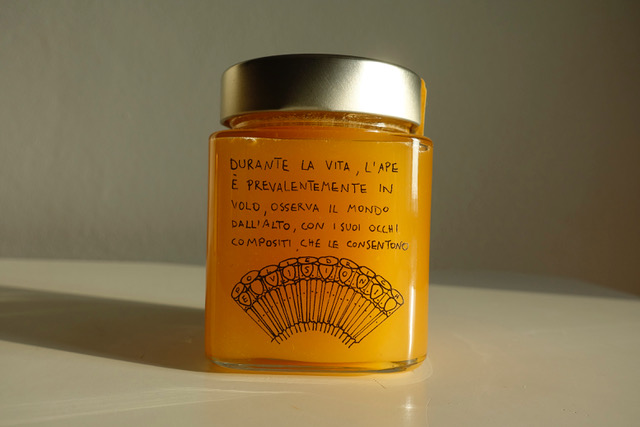 DURANTE LA VITA, L'APE
È PREVALENTEMENTE IN
VOLO, OSSERVA IL MONDO
DALL'ALTO, CON I SUOI OCCHI
COMPOSITI, CHE LE CONSENTONO
VISIONI